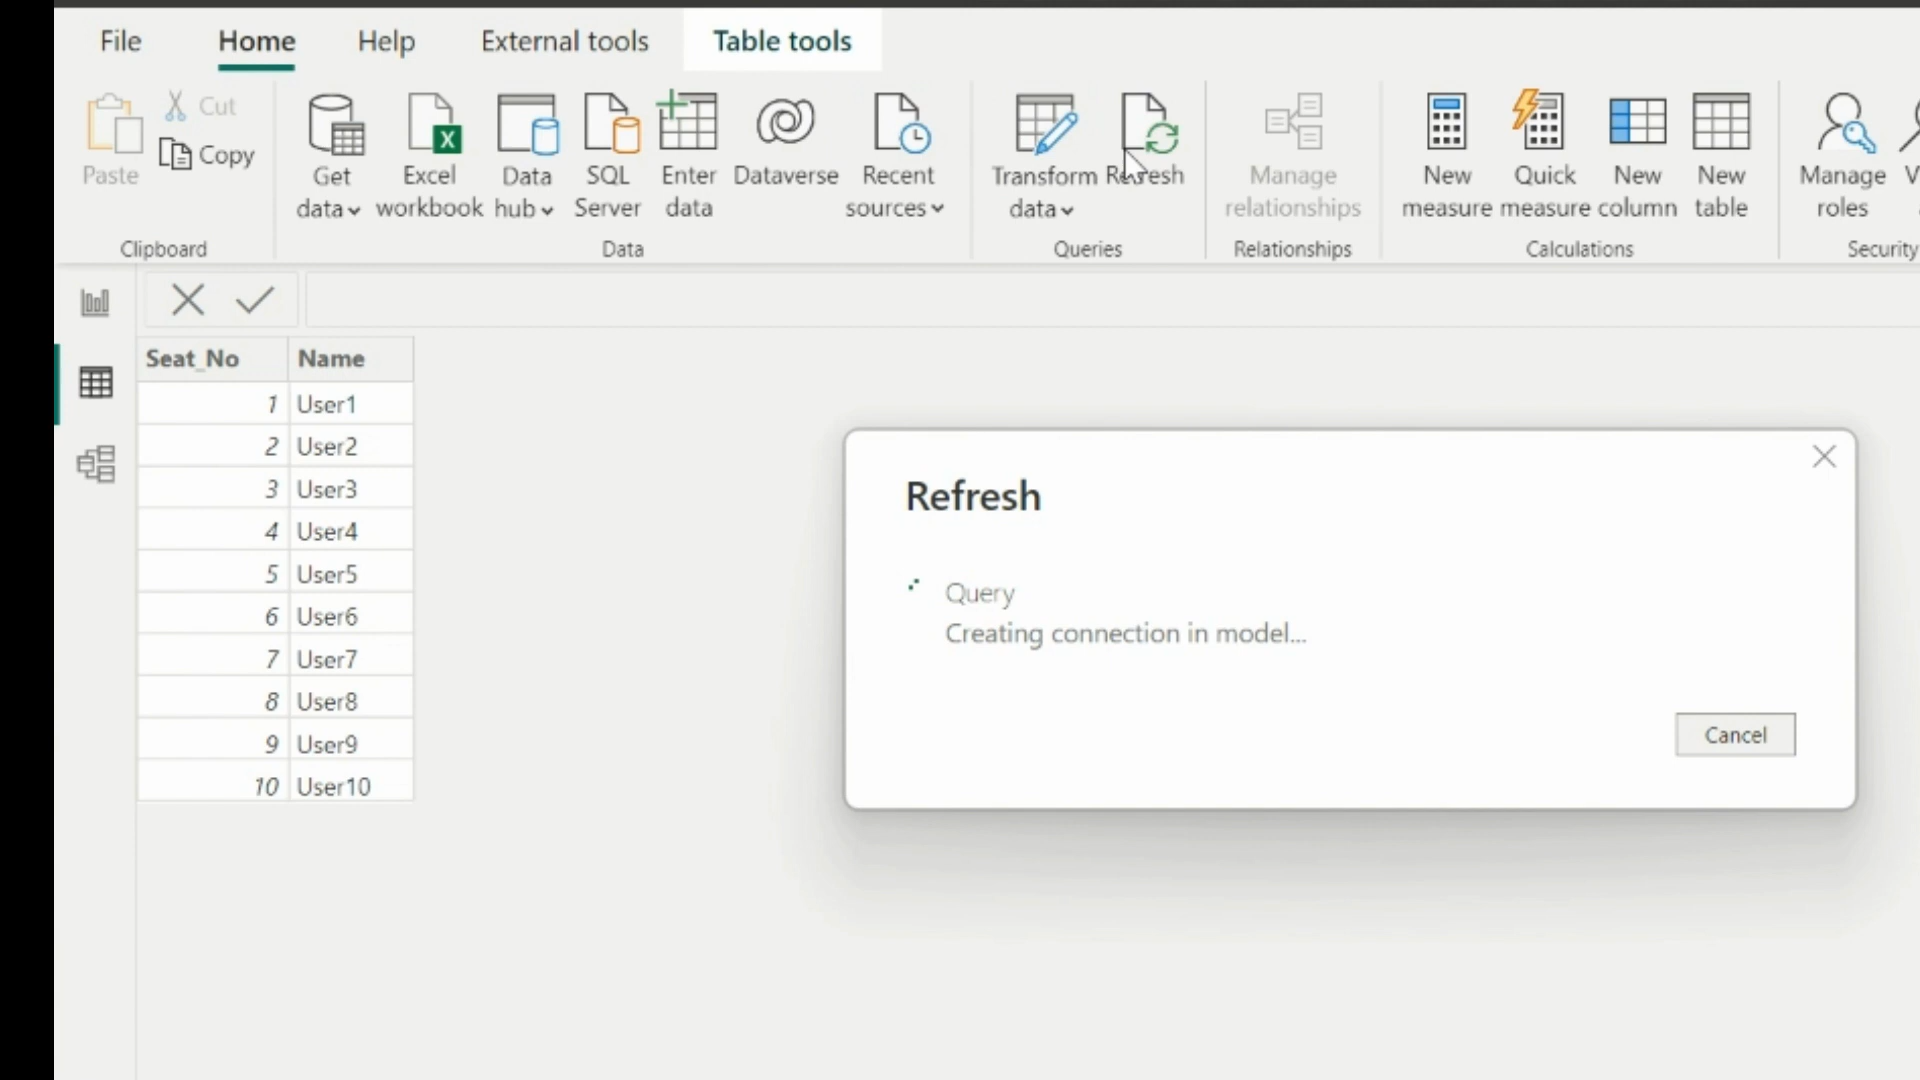 File Home Help External tools Table tools
Paste Cut
Copy
Get data Excel workbook Data hub SQL Server Enter data Dataverse Recent sources Transform data Refresh Manage relationships New measure Quick measure New column New table Manage roles
Clipboard Data Queries Relationships Calculations Security
Seat_No Name
1 User1
2 User2
3 User3
4 User4
5 User5
6 User6
7 User7
8 User8
9 User9
10 User10
Refresh
Query
Creating connection in model...
Cancel